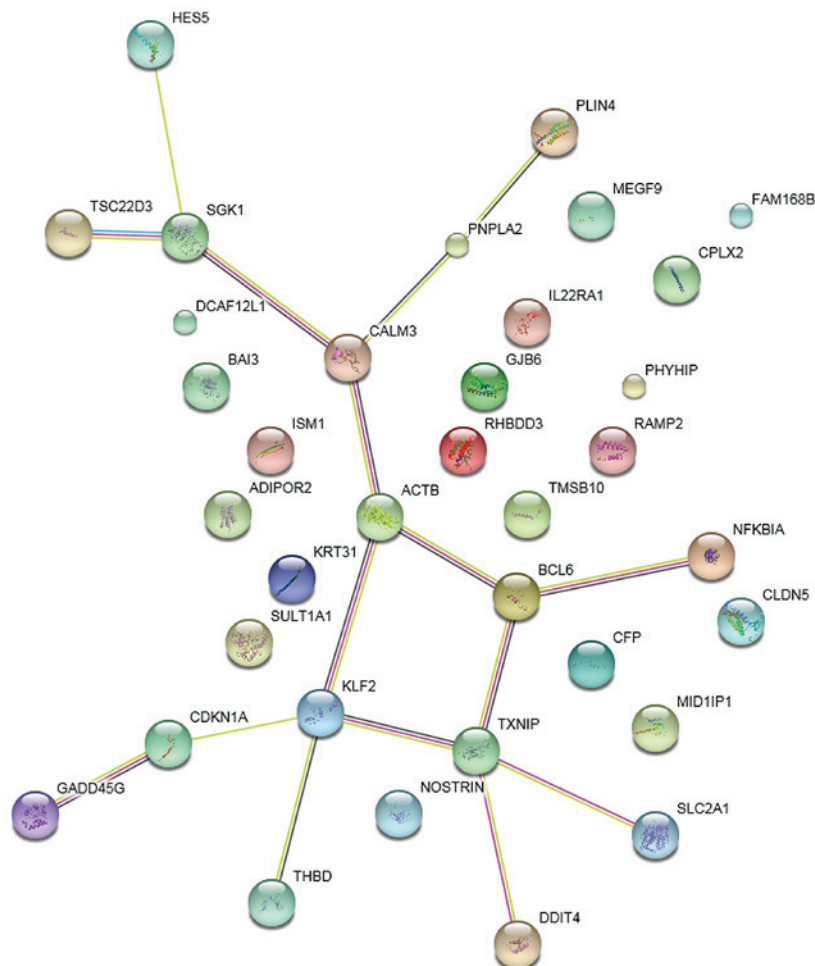 HES5
PLIN4
MEGF9
FAM168B
TSC22D3
SGK1
PNPLA2
CPLX2
DCAF12L1
IL22RA1
CALM3
BAI3
GJB6
PHYHIP
ISM1
RHBDD3
RAMP2
ADIPOR2
ACTB
TMSB10
NFKBIA
KRT31
BCL6
CLDN5
SULT1A1
CFP
KLF2
MID1IP1
CDKN1A
TXNIP
GADD45G
NOSTRIN
SLC2A1
THBD
DDIT4